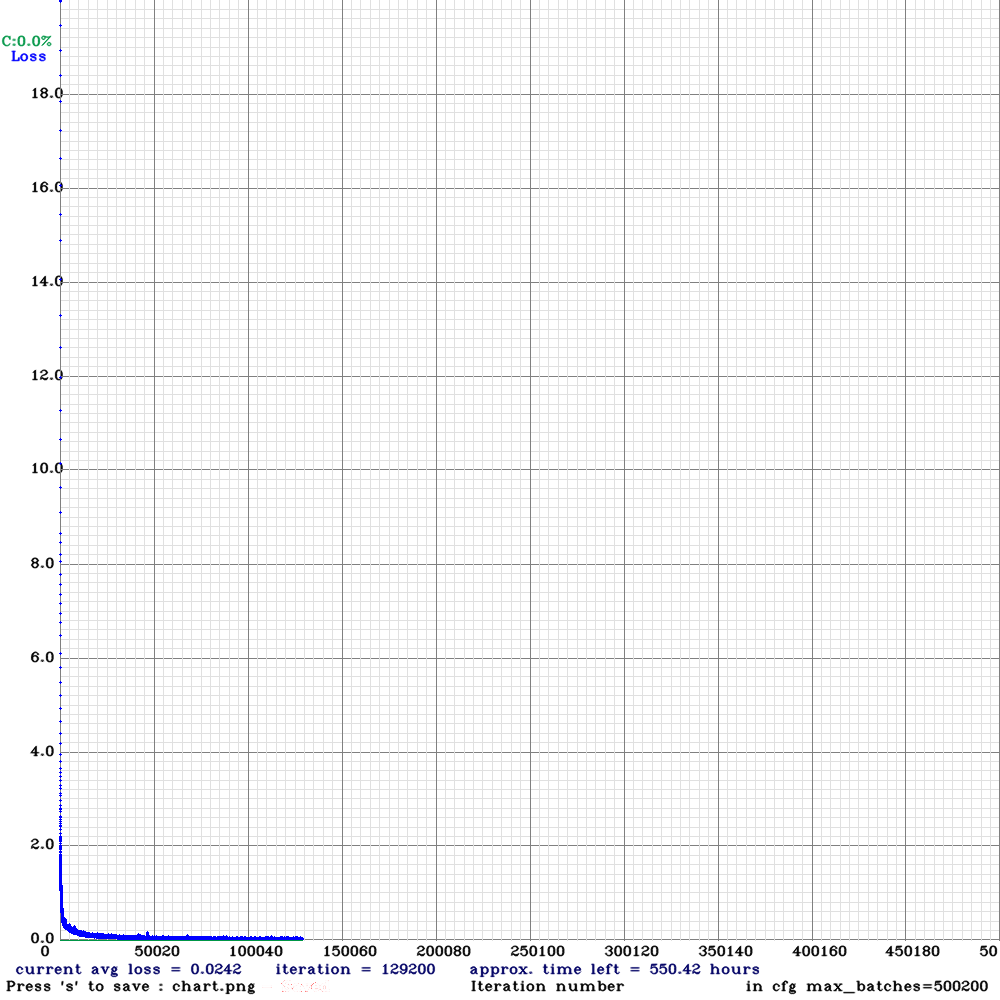 C:0.0%
Loss
18.0
16.0
14.0
12.0
10.0
8.0
6.0
4.0
2.0
0.0
0 50020 100040 150060 200080 250100 300120 350140 400160 450180 50
current avg loss = 0.0242 iteration = 129200 approx. time left = 550.42 hours
Press 's' to save : chart.png - Iteration number in cfg max_batches=500200